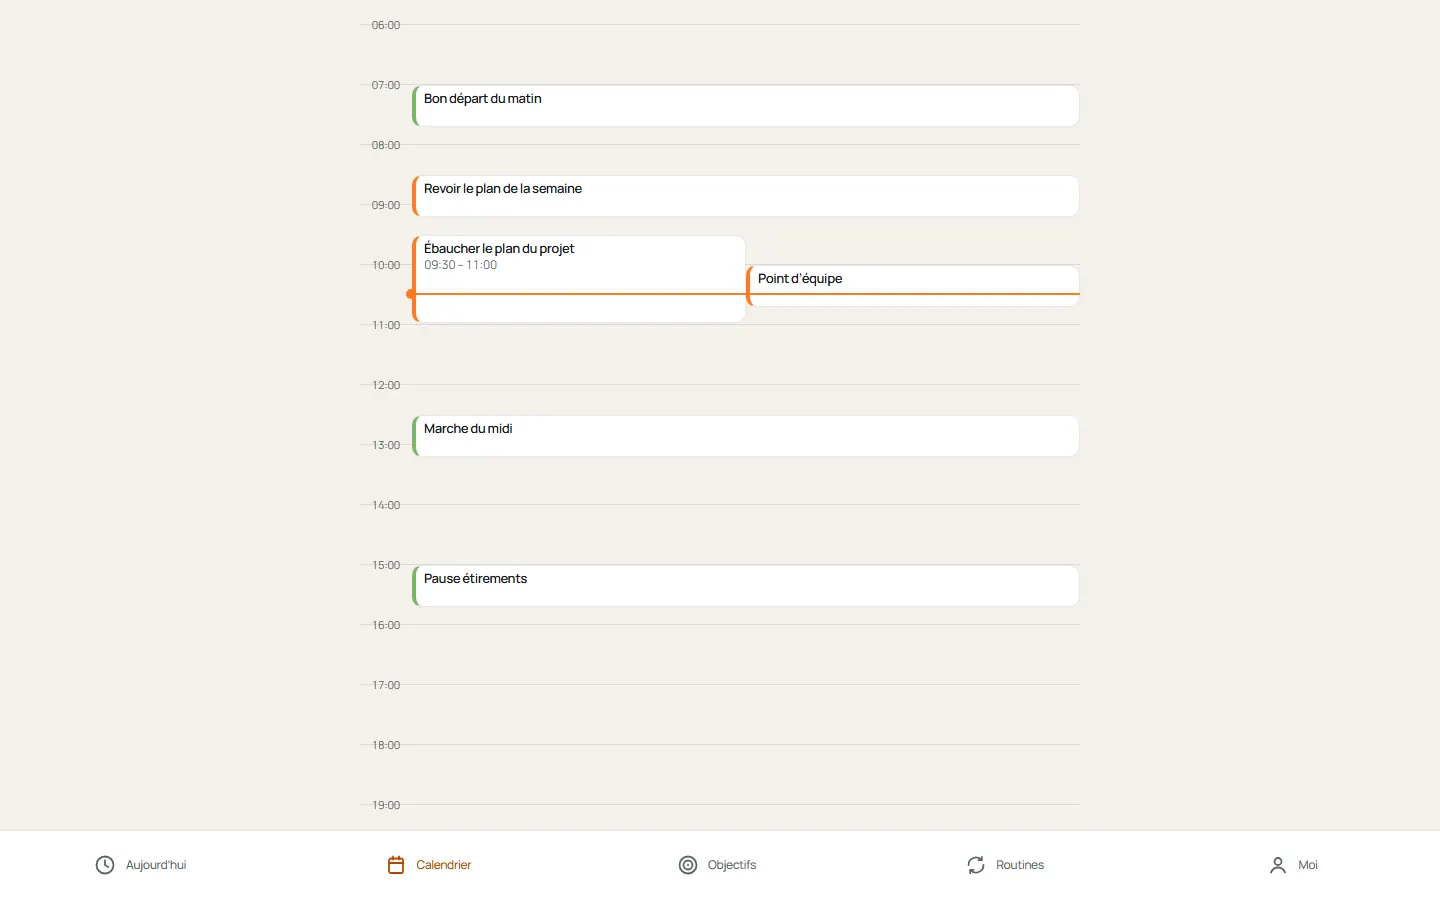 06:00
07:00
Bon départ du matin
08:00
Revoir le plan de la semaine
09:00
Ébaucher le plan du projet
10:00
09:30 – 11:00
Point d’équipe
11:00
12:00
Marche du midi
13:00
14:00
15:00
Pause étirements
16:00
17:00
18:00
19:00
Aujourd'hui
Calendrier
Objectifs
Routines
Moi